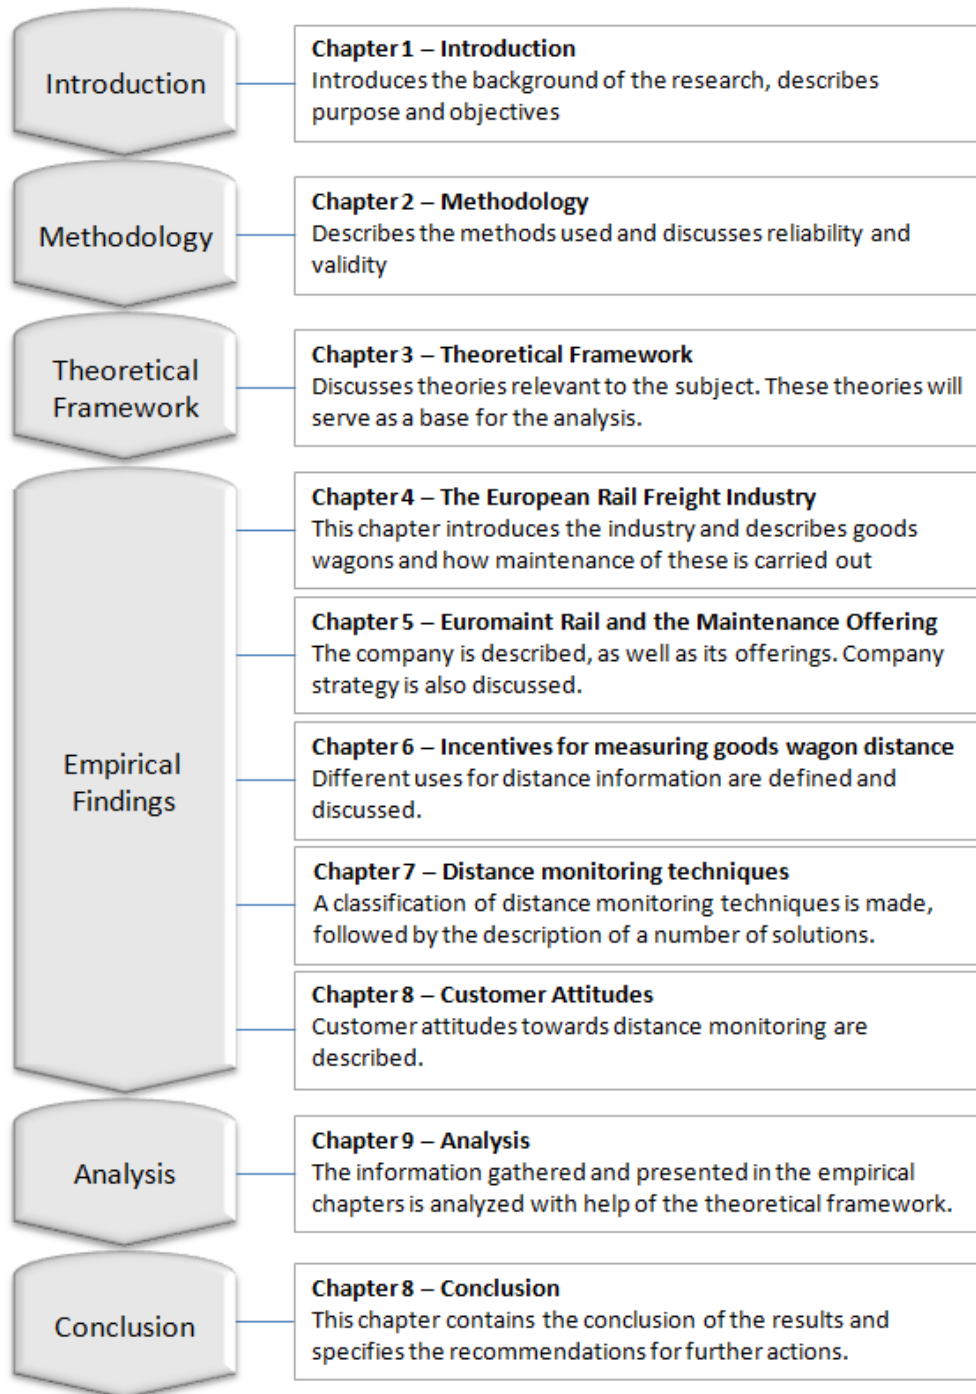 Introduction
Chapter 1 – Introduction
Introduces the background of the research, describes
purpose and objectives
Methodology
Chapter 2 – Methodology
Describes the methods used and discusses reliability and
validity
Theoretical
Framework
Chapter 3 – Theoretical Framework
Discusses theories relevant to the subject. These theories will
serve as a base for the analysis.
Empirical
Findings
Chapter 4 – The European Rail Freight Industry
This chapter introduces the industry and describes goods
wagons and how maintenance of these is carried out
Chapter 5 – Euromaint Rail and the Maintenance Offering
The company is described, as well as its offerings. Company
strategy is also discussed.
Chapter 6 – Incentives for measuring goods wagon distance
Different uses for distance information are defined and
discussed.
Chapter 7 – Distance monitoring techniques
A classification of distance monitoring techniques is made,
followed by the description of a number of solutions.
Chapter 8 – Customer Attitudes
Customer attitudes towards distance monitoring are
described.
Analysis
Chapter 9 – Analysis
The information gathered and presented in the empirical
chapters is analyzed with help of the theoretical framework.
Conclusion
Chapter 8 – Conclusion
This chapter contains the conclusion of the results and
specifies the recommendations for further actions.